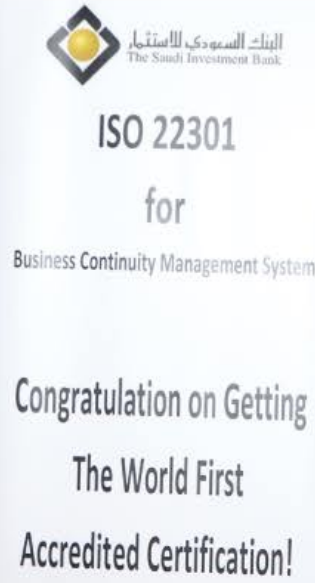 البنك السعودي للاستثمار
The Saudi Investment Bank
ISO 22301
for
Business Continuity Management System
Congratulation on Getting
The World First
Accredited Certification!